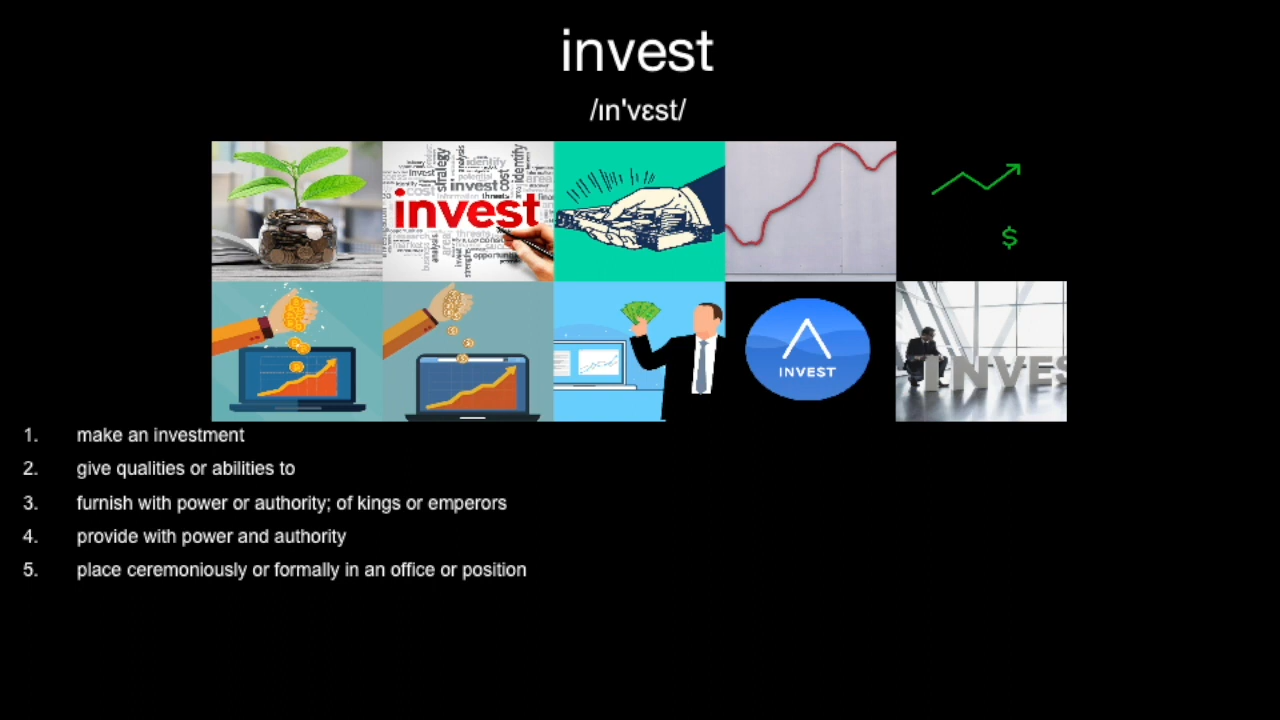 invest
/ɪn'vɛst/
invest
$
INVEST
INVES
1. make an investment
2. give qualities or abilities to
3. furnish with power or authority; of kings or emperors
4. provide with power and authority
5. place ceremoniously or formally in an office or position